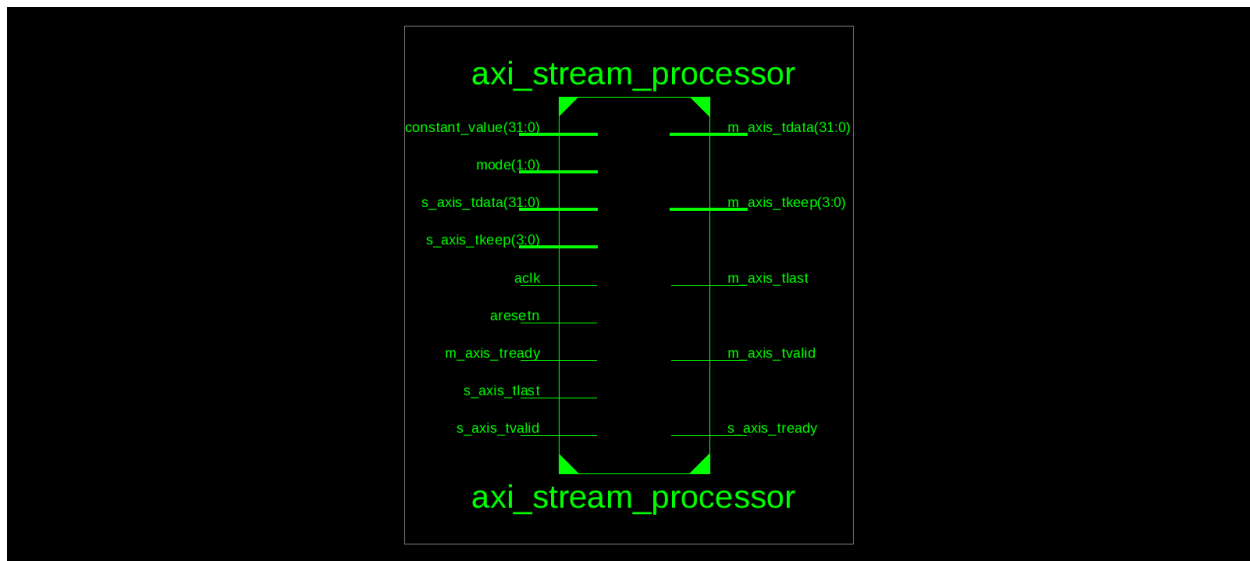 axi_stream_processor
constant_value(31:0)
m_axis_tdata(31:0)
mode(1:0)
s_axis_tdata(31:0)
m_axis_tkeep(3:0)
s_axis_tkeep(3:0)
aclk
m_axis_tlast
aresetn
m_axis_tready
m_axis_tvalid
s_axis_tlast
s_axis_tvalid
s_axis_tready
axi_stream_processor